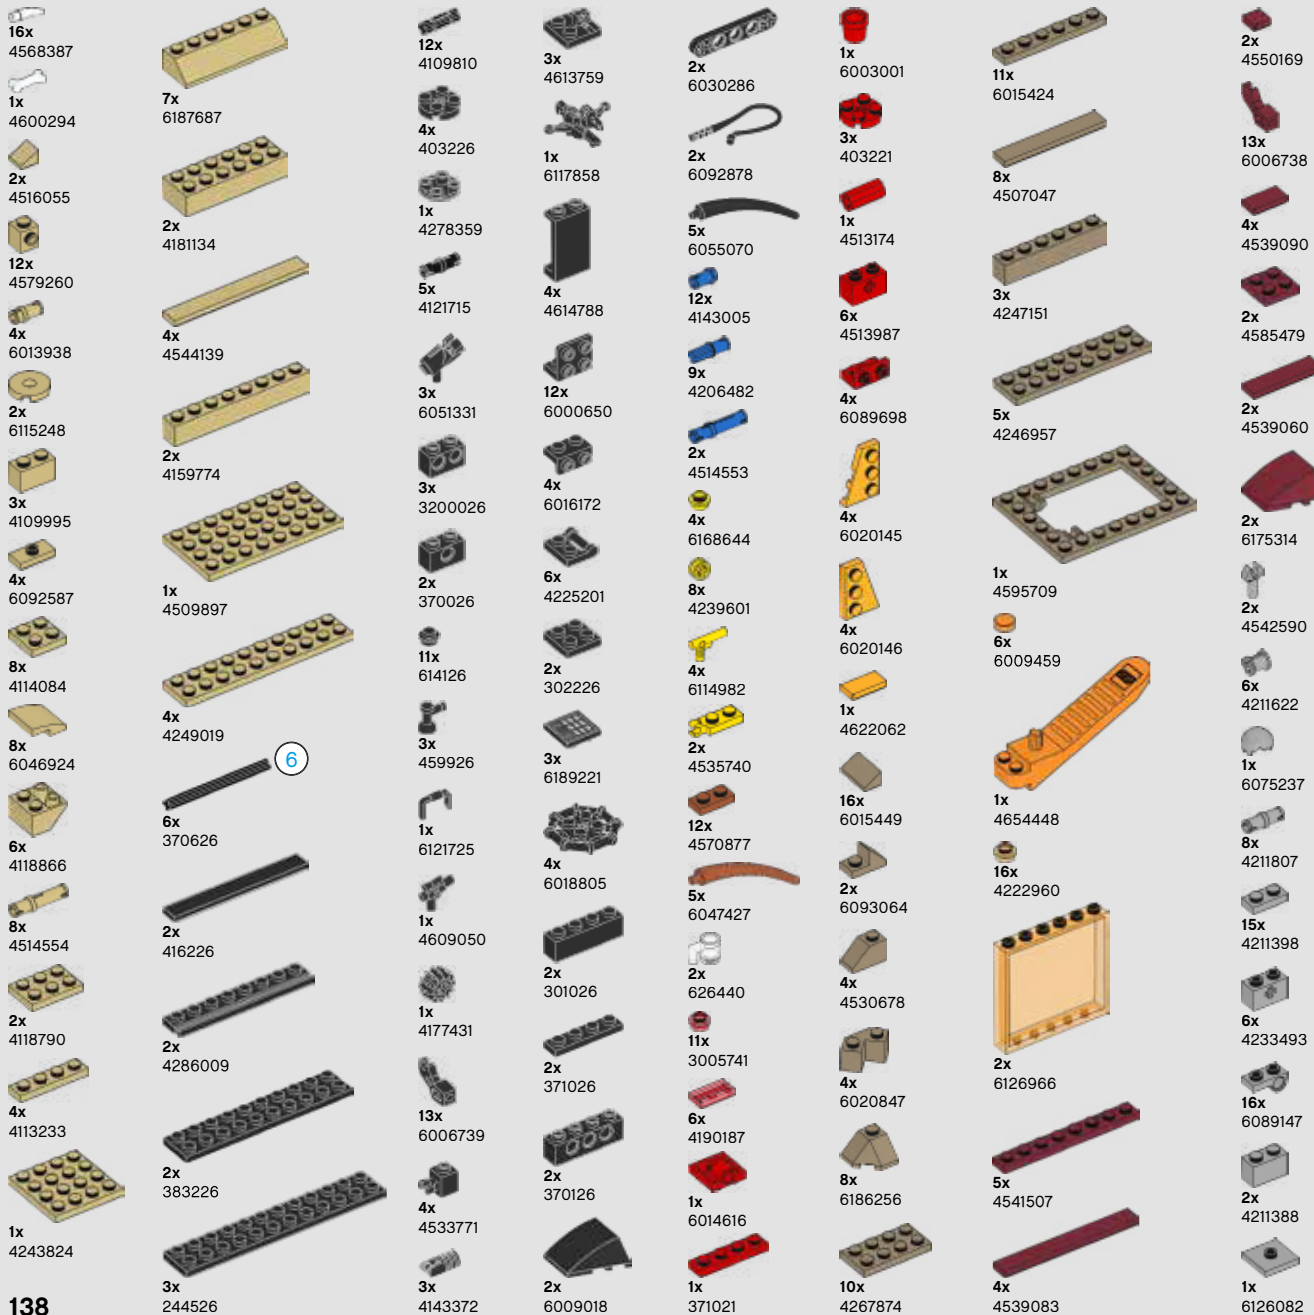 16x
4568387
1x
4600294
2x
4516055
12x
4579260
4x
6013938
2x
6115248
3x
4109995
4x
6092587
8x
4114084
8x
6046924
6x
4118866
8x
4514554
2x
4118790
4x
4113233
1x
4243824
138
7x
6187687
2x
4181134
4x
4544139
2x
4159774
1x
4509897
4x
4249019
6
6x
370626
2x
416226
2x
4286009
2x
383226
3x
244526
12x
4109810
4x
403226
1x
4278359
5x
4121715
3x
6051331
3x
3200026
2x
370026
11x
614126
3x
459926
1x
6121725
1x
4609050
1x
4177431
13x
6006739
4x
4533771
3x
4143372
3x
4613759
1x
6117858
4x
4614788
12x
6000650
4x
6016172
6x
4225201
2x
302226
3x
6189221
4x
6018805
2x
301026
2x
371026
2x
370126
2x
6009018
2x
6030286
2x
6092878
5x
6055070
12x
4143005
9x
4206482
2x
4514553
4x
6168644
8x
4239601
4x
6114982
2x
4535740
12x
4570877
5x
6047427
2x
626440
11x
3005741
6x
4190187
1x
6014616
1x
371021
1x
6003001
3x
403221
1x
4513174
6x
4513987
4x
6089698
4x
6020145
4x
6020146
1x
4622062
16x
6015449
2x
6093064
4x
4530678
4x
6020847
8x
6186256
10x
4267874
11x
6015424
8x
4507047
3x
4247151
5x
4246957
1x
4595709
6x
6009459
1x
4654448
16x
4222960
2x
6126966
5x
4541507
4x
4539083
2x
4550169
13x
6006738
4x
4539090
2x
4585479
2x
4539060
2x
6175314
2x
4542590
6x
4211622
1x
6075237
8x
4211807
15x
4211398
6x
4233493
16x
6089147
2x
4211388
1x
6126082